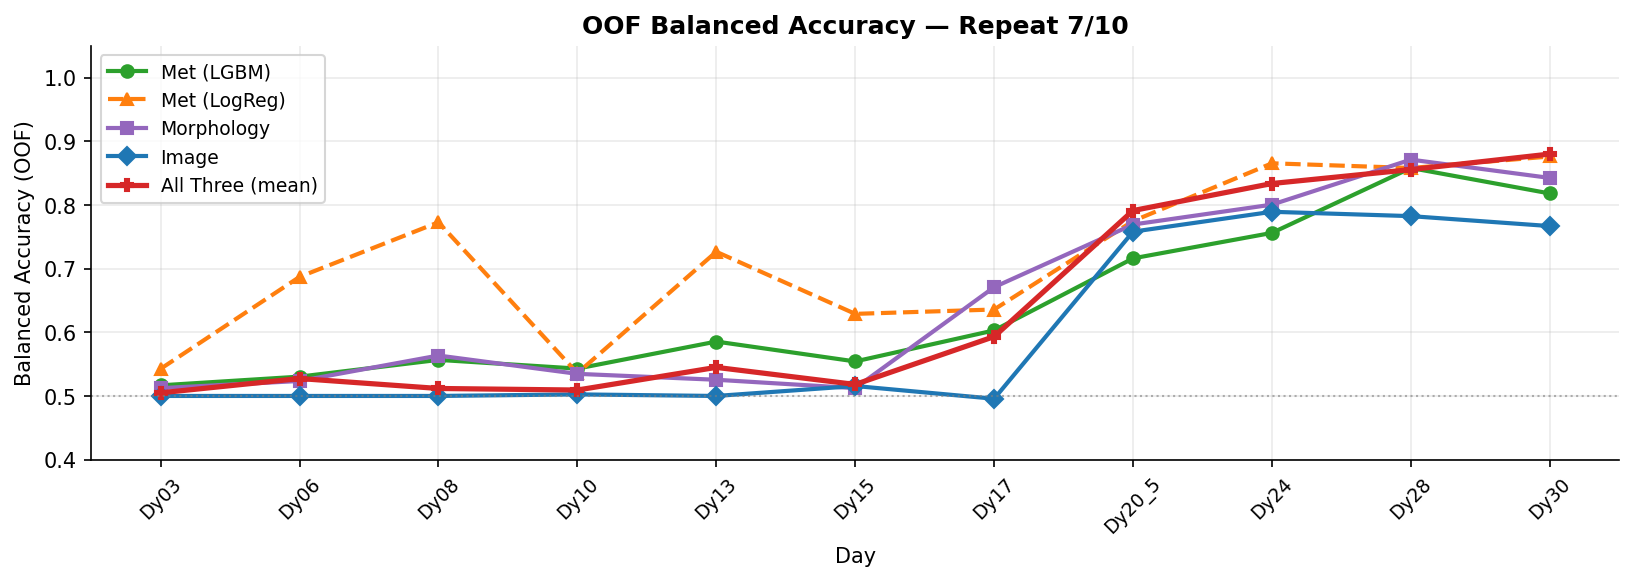 OOF Balanced Accuracy — Repeat 7/10
Met (LGBM)
Met (LogReg)
Morphology
Image
All Three (mean)
Balanced Accuracy (OOF)
1.0
0.9
0.8
0.7
0.6
0.5
0.4
Dy03
Dy06
Dy08
Dy10
Dy13
Dy15
Dy17
Dy20_5
Dy24
Dy28
Dy30
Day